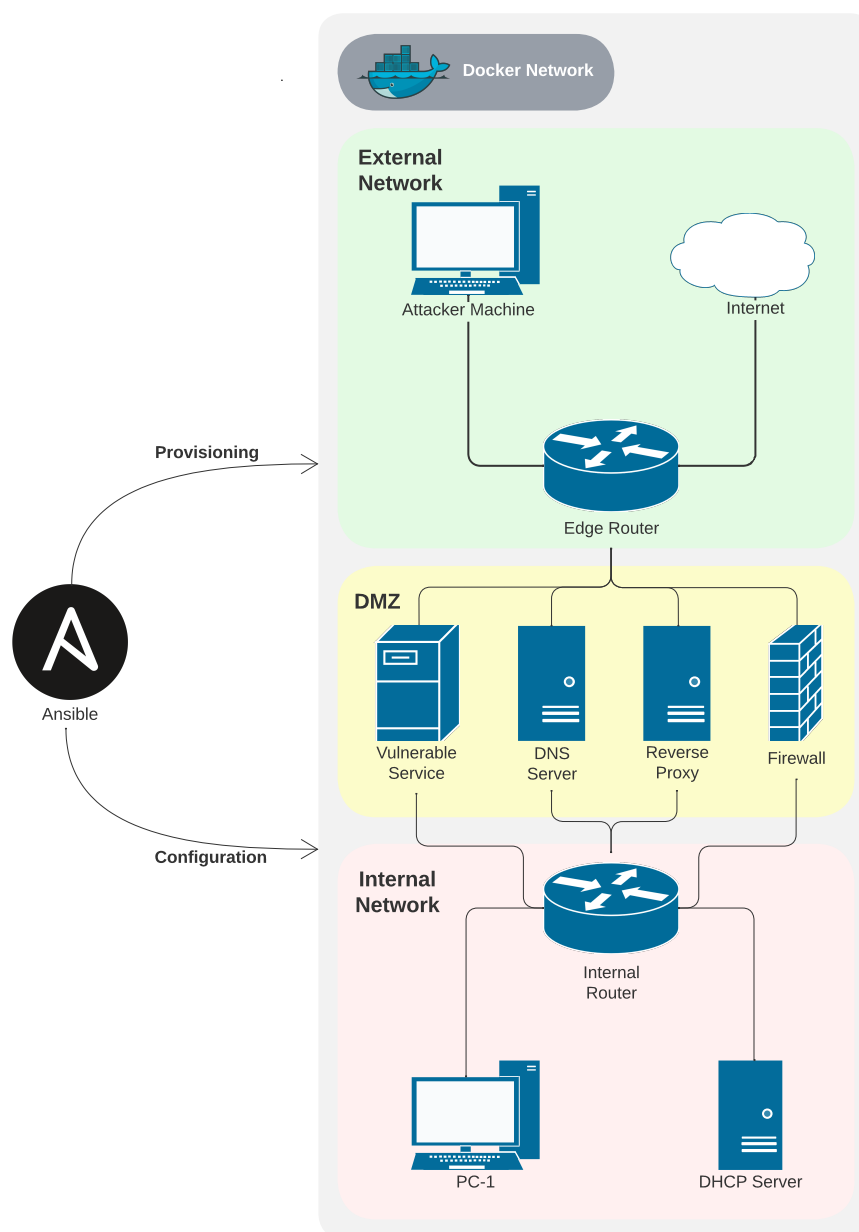 Docker Network
External
Network
Attacker Machine
Internet
Edge Router
Provisioning
DMZ
Vulnerable
Service
DNS
Server
Reverse
Proxy
Firewall
Ansible
Configuration
Internal
Network
Internal
Router
PC-1
DHCP Server